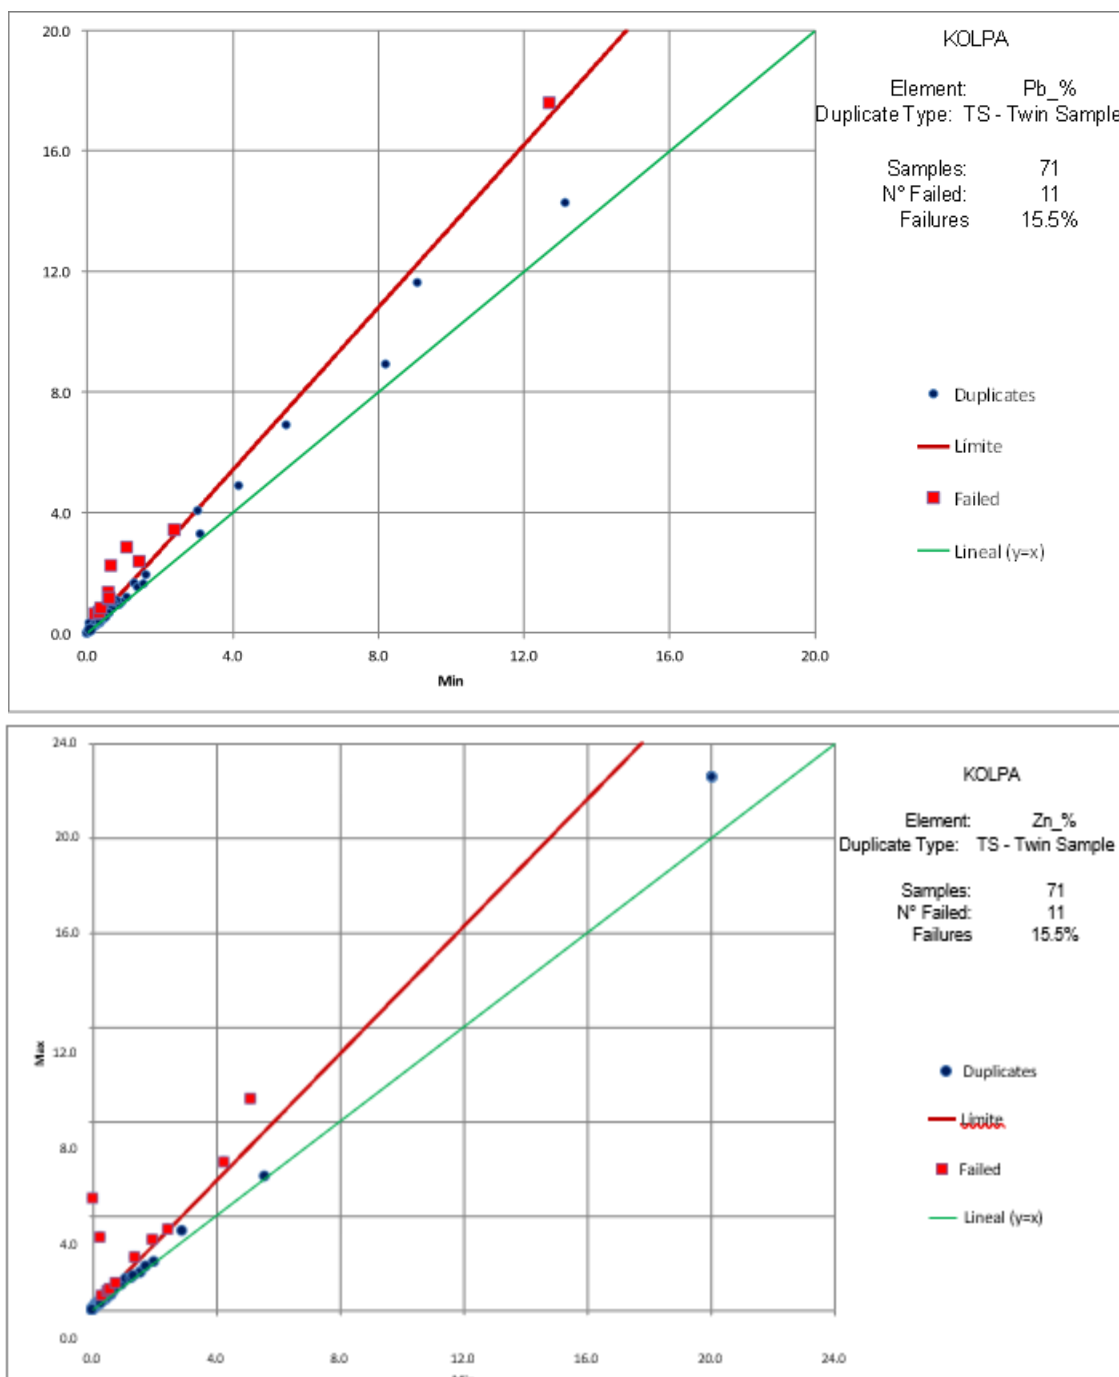 20.0
16.0
12.0
8.0
4.0
0.0
0.0 4.0 8.0 12.0 16.0 20.0
Min
KOLPA
Element: Pb_%
Duplicate Type: TS - Twin Sample
Samples: 71
N° Failed: 11
Failures 15.5%
Duplicates
Límite
Failed
Lineal (y=x)
24.0
20.0
16.0
12.0
8.0
4.0
0.0
Max
0.0 4.0 8.0 12.0 16.0 20.0 24.0
KOLPA
Element: Zn_%
Duplicate Type: TS - Twin Sample
Samples: 71
N° Failed: 11
Failures 15.5%
Duplicates
Límite
Failed
Lineal (y=x)